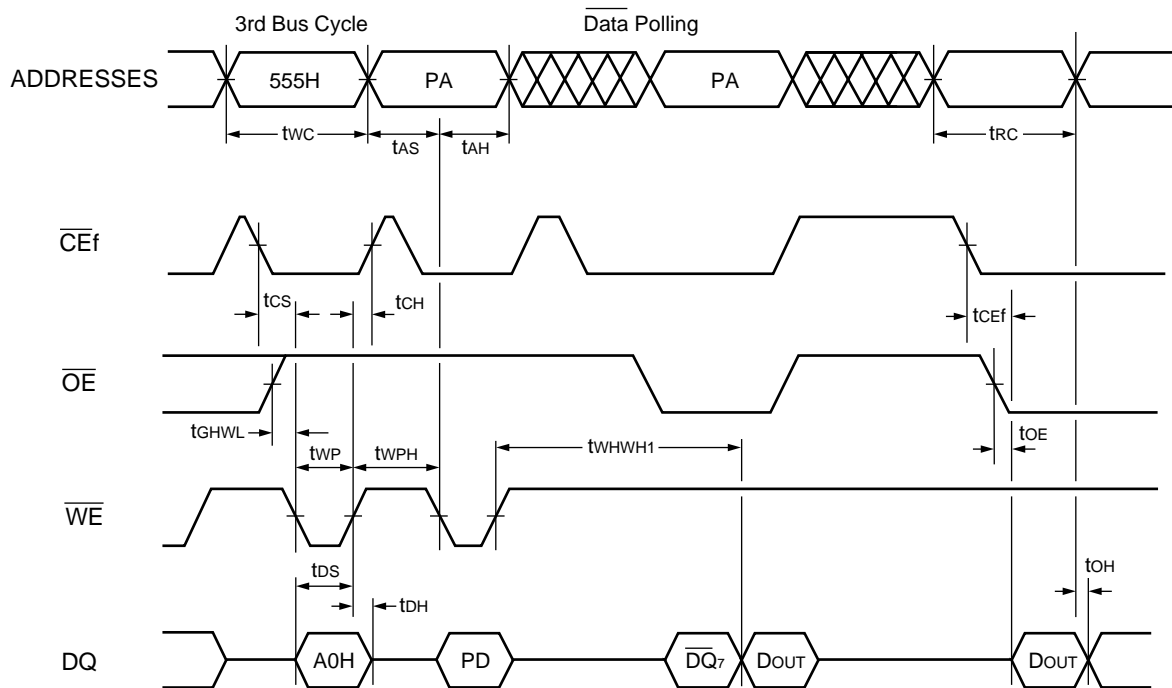 3rd Bus Cycle
Data Polling
ADDRESSES
555H
PA
PA
tWC
tAS
tAH
tRC
CEf
tCS
tCH
tCEf
OE
tGHWL
tWP
tWPH
tWHWH1
tOE
WE
tDS
tDH
tOH
DQ
A0H
PD
DQ7
DOUT
DOUT